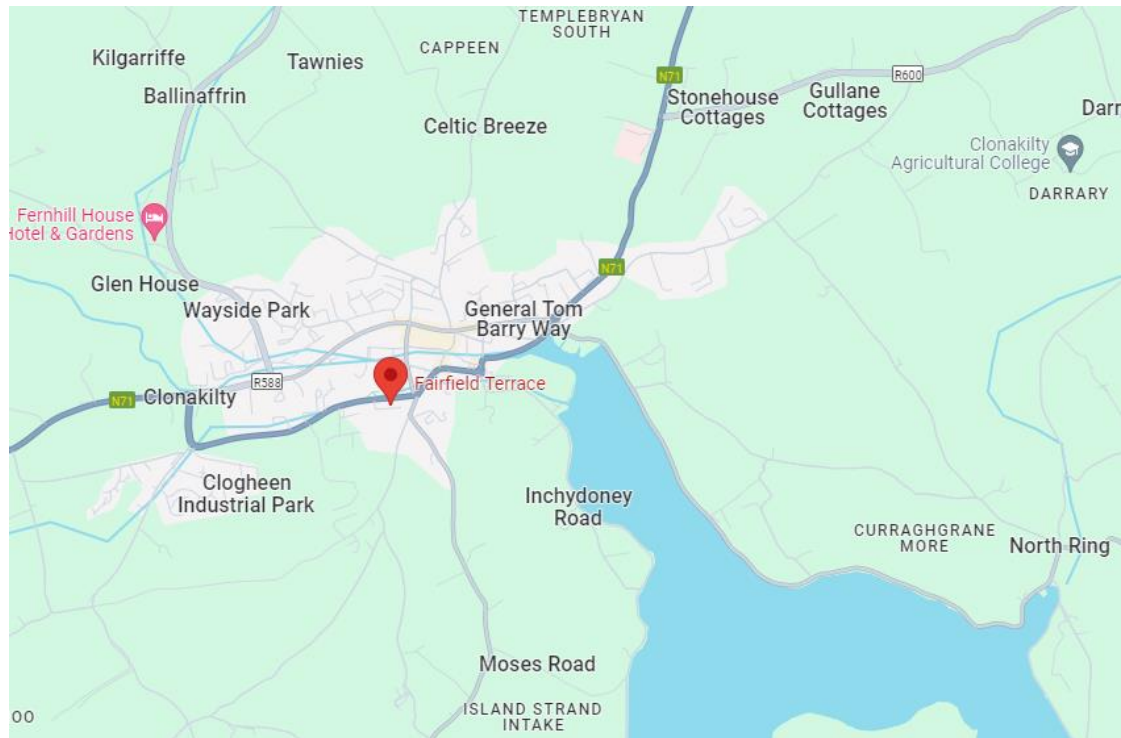 TEMPLEBRYAN
SOUTH
CAPPEEN
Kilgarriffe
Tawnies
N71
R600
Ballinaffrin
Stonehouse
Cottages
Gullane
Cottages
Darr
Celtic Breeze
Clonakilty
Agricultural College
DARRARY
Fernhill House
Hotel & Gardens
N71
Glen House
Wayside Park
General Tom
Barry Way
R588
Fairfield Terrace
N71
Clonakilty
Clogheen
Industrial Park
Inchydoney
Road
CURRAGHGRANE
MORE
North Ring
Moses Road
ISLAND STRAND
INTAKE
OO